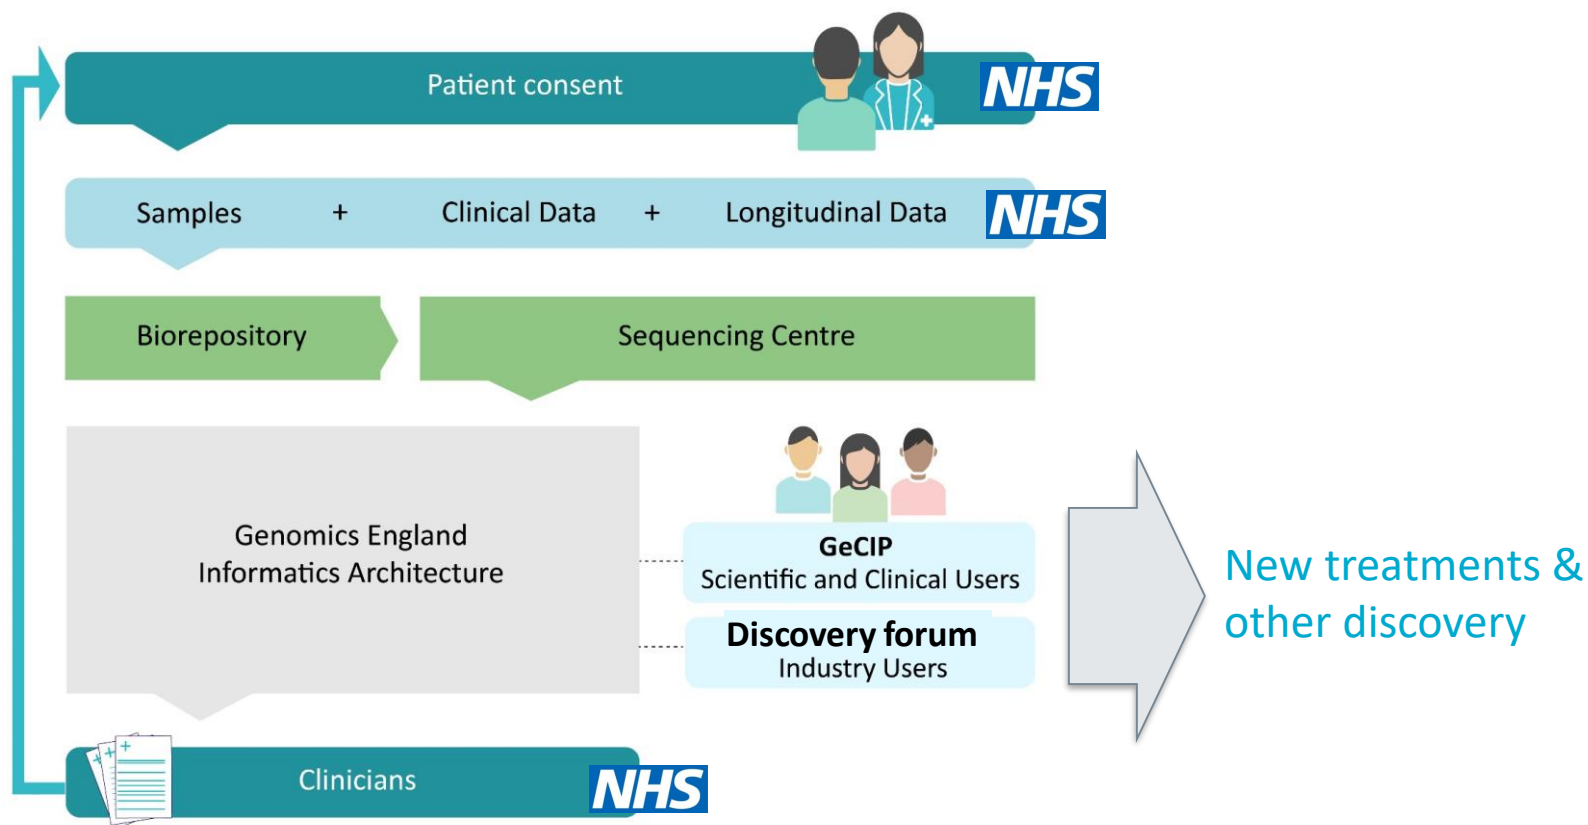 Patient consent
NHS
Samples + Clinical Data + Longitudinal Data
NHS
Biorepository
Sequencing Centre
Genomics England
Informatics Architecture
GeCIP
Scientific and Clinical Users
Discovery forum
Industry Users
New treatments &
other discovery
Clinicians
NHS